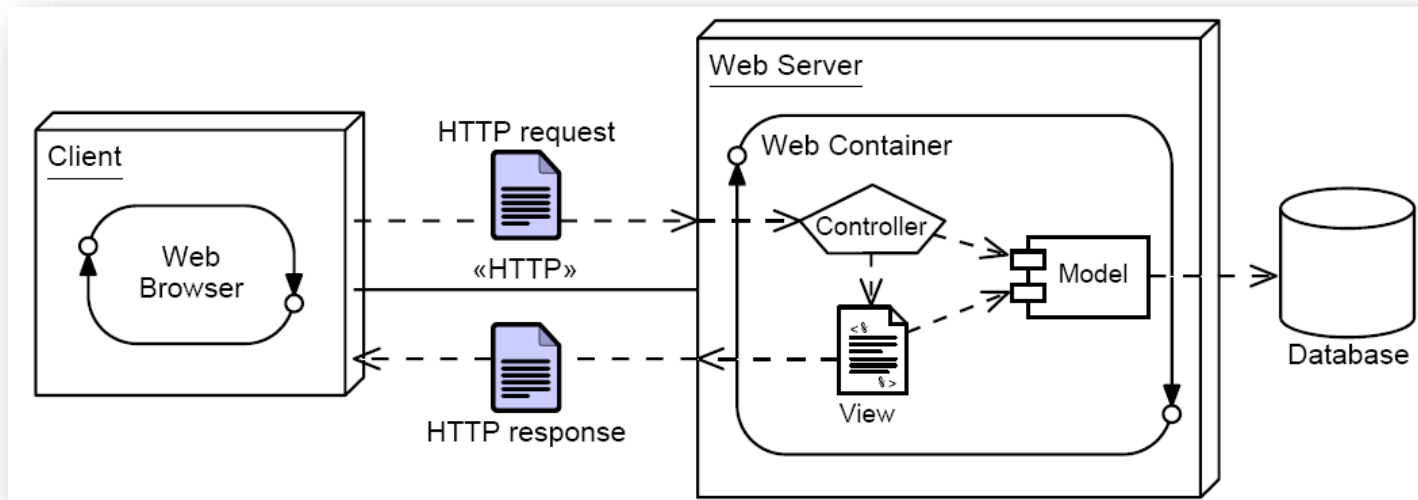 Web Server
HTTP request
Client
Web Container
Controller
Web
Browser
«HTTP»
Model
<%
%>
View
Database
HTTP response